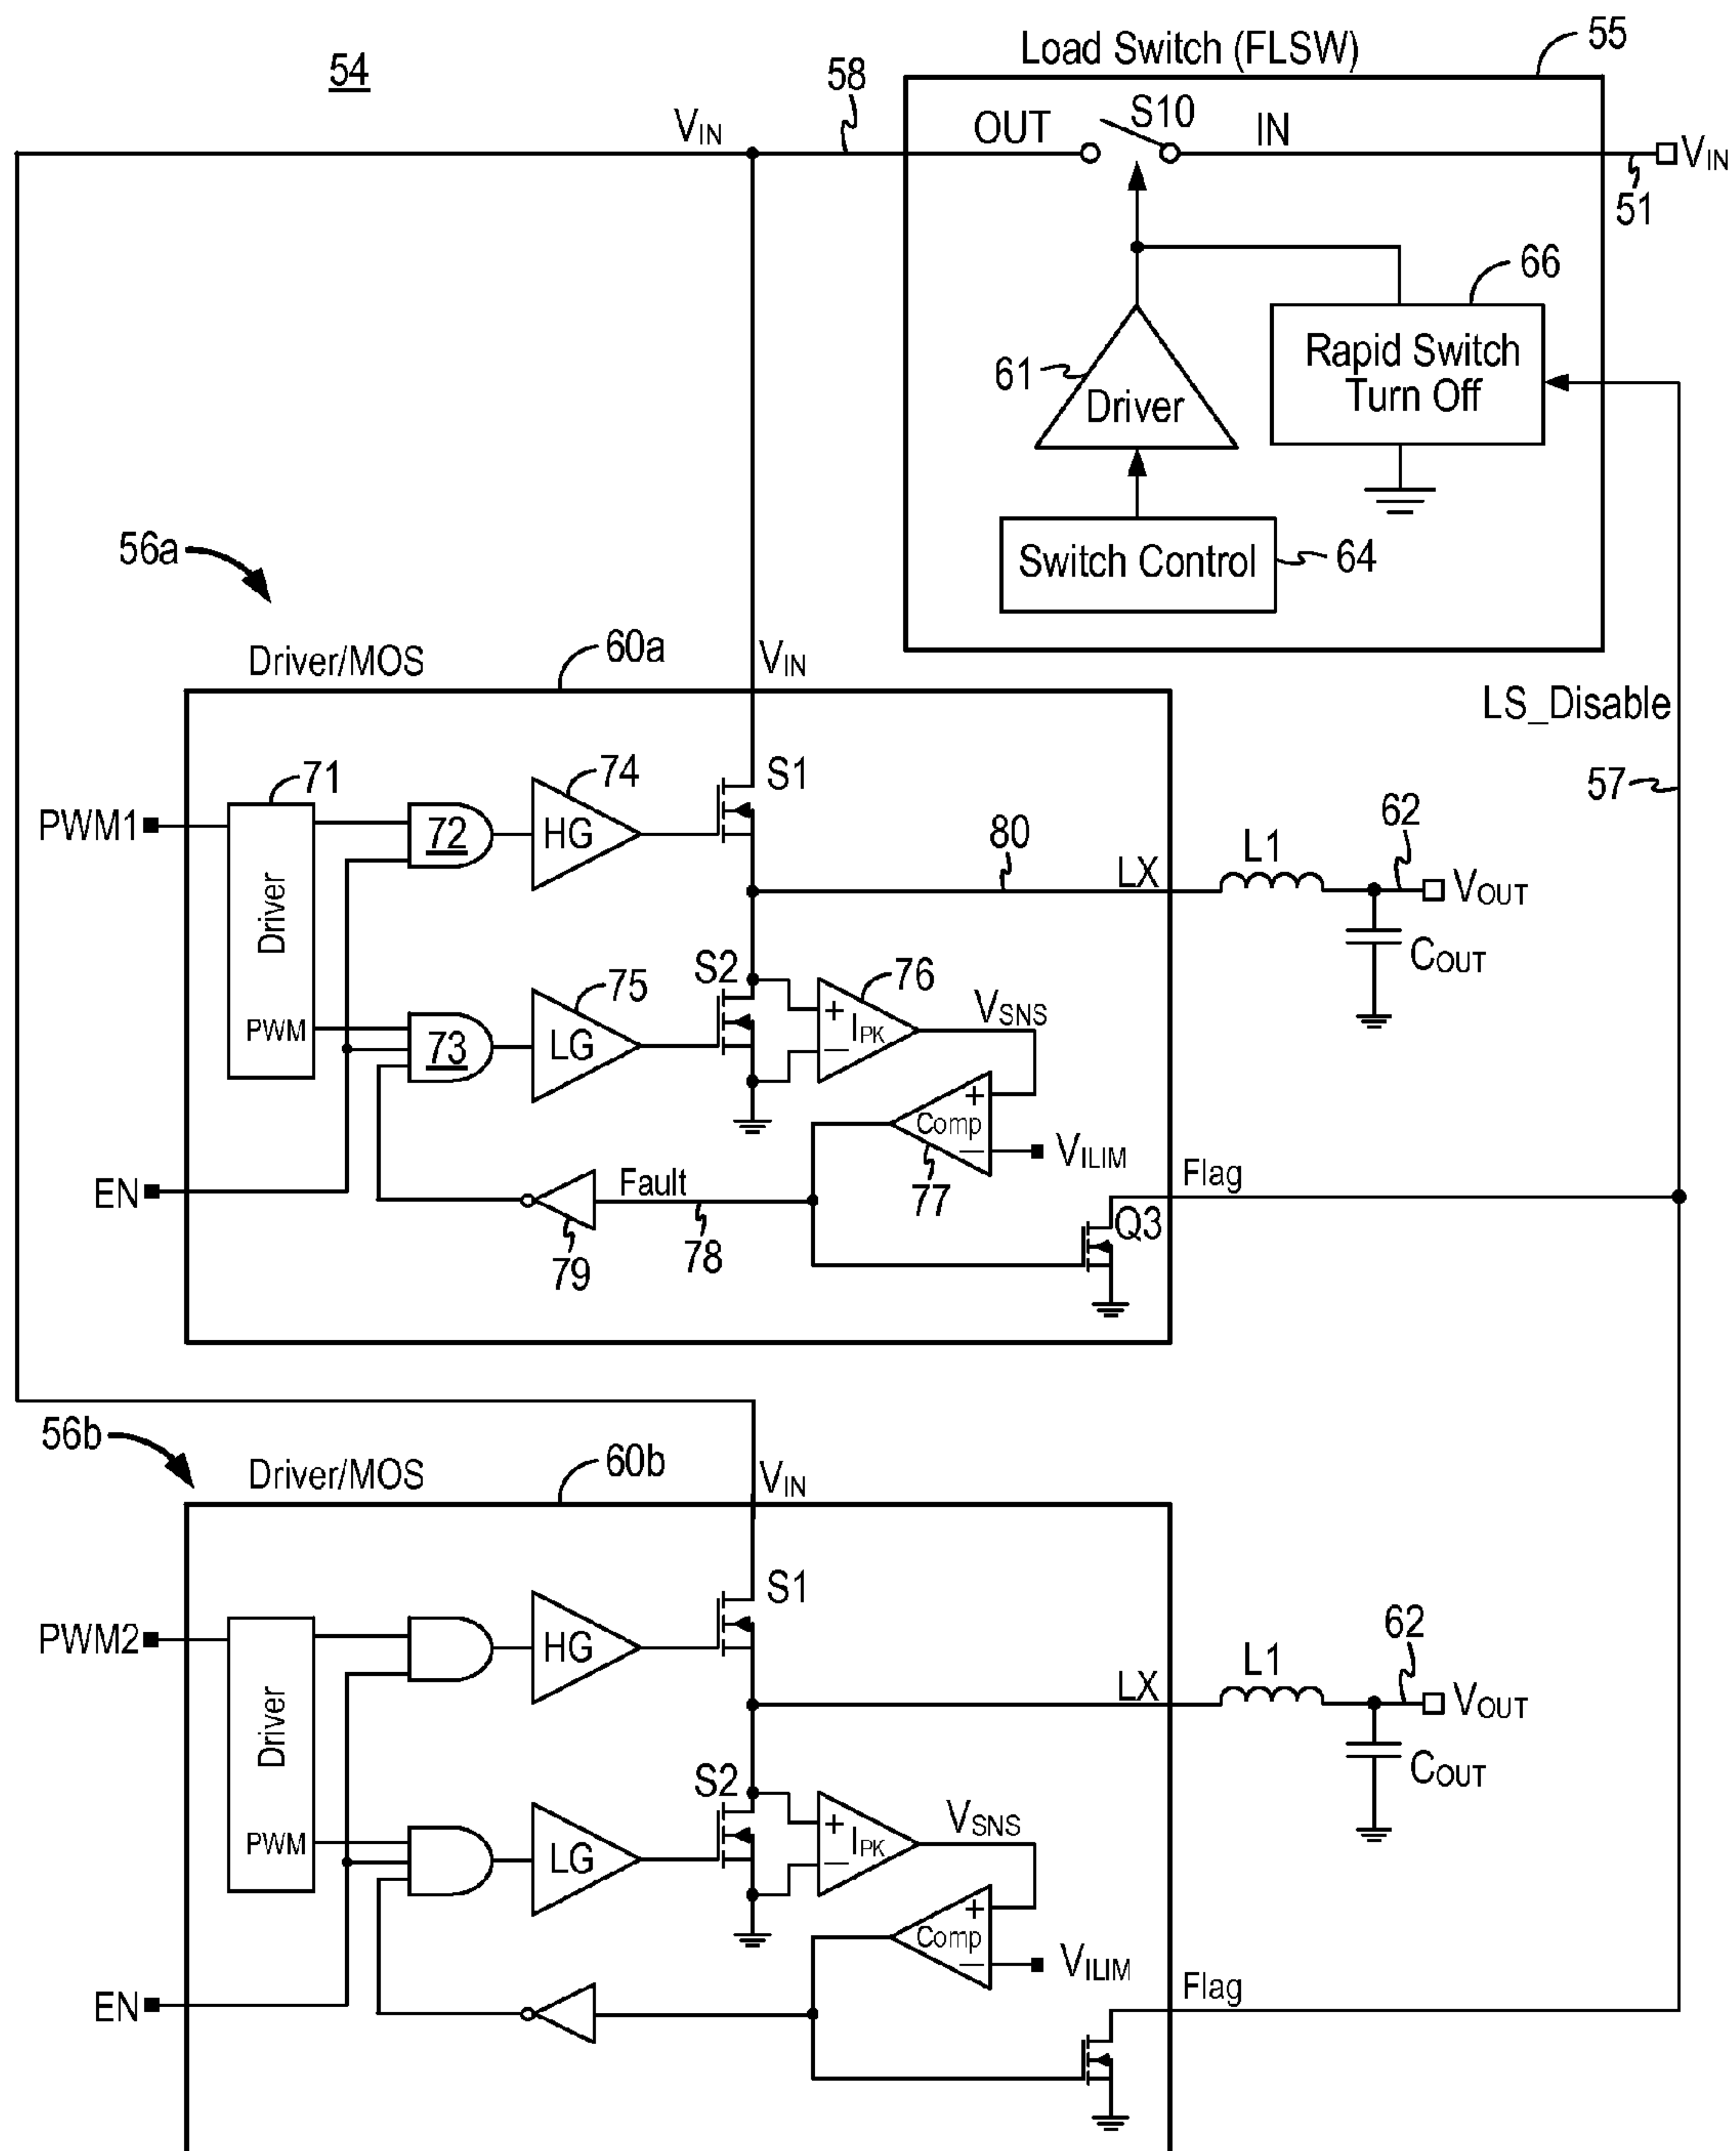 54
Load Switch (FLSW)
55
58
VIN
OUT
S10
IN
VIN
51
66
61
Driver
Rapid Switch
Turn Off
Switch Control
64
56a
Driver/MOS
60a
VIN
LS_Disable
57
71
74
S1
PWM1
72
HG
80
LX
L1
62
VOUT
Driver
COUT
S2
75
76
VSNS
PWM
73
LG
+
IPK
–
+
Comp
–
VILIM
77
Flag
EN
Fault
79
78
Q3
56b
Driver/MOS
60b
VIN
S1
PWM2
HG
LX
L1
62
VOUT
Driver
COUT
S2
VSNS
PWM
LG
+
IPK
–
+
Comp
–
VILIM
Flag
EN